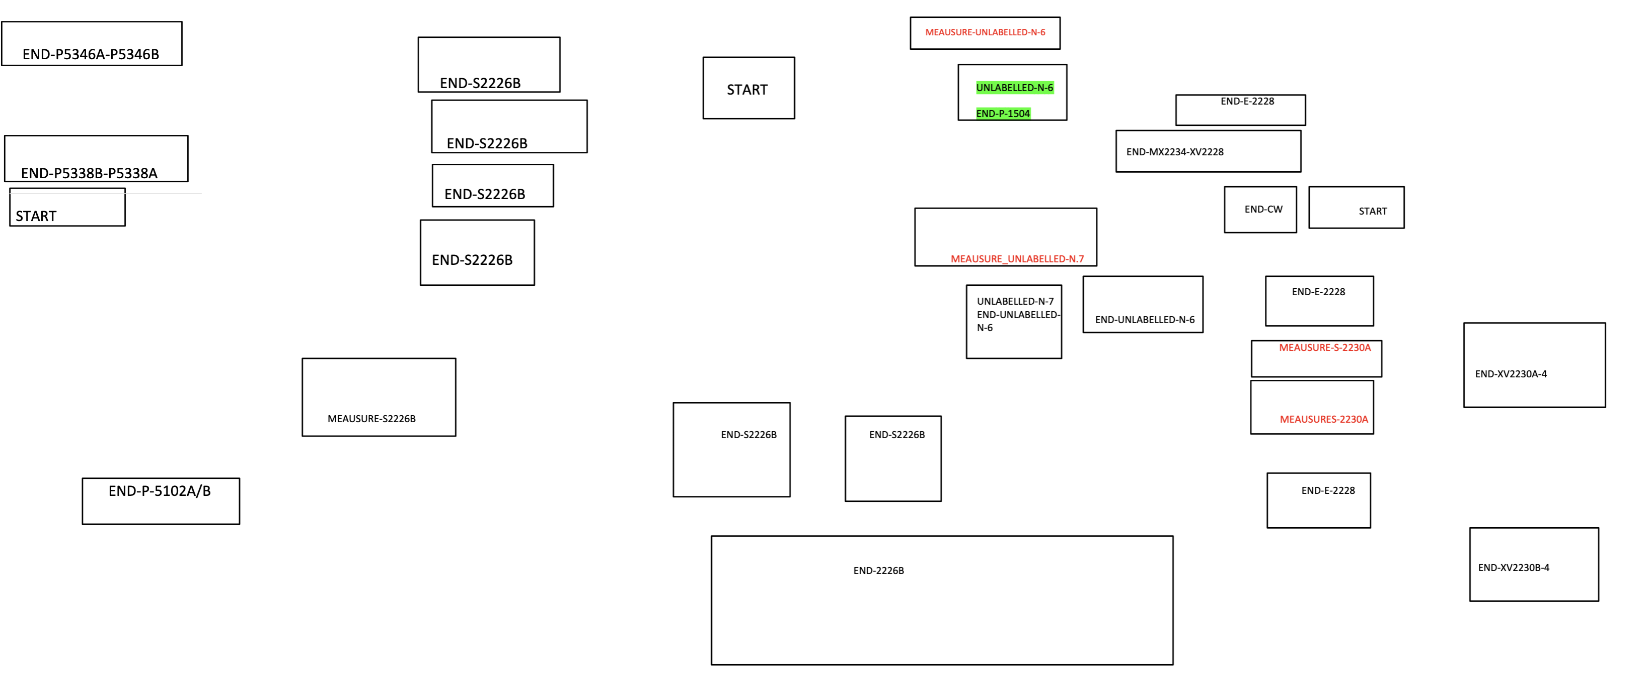 END-P5346A-P5346B
END-P5338B-P5338A
START
END-S2226B
END-S2226B
END-S2226B
END-S2226B
START
MEAUSURE-UNLABELLED-N-6
UNLABELLED-N-6
END-P-1504
END-E-2228
END-MX2234-XV2228
END-CW
START
MEAUSURE_UNLABELLED-N.7
UNLABELLED-N-7
END-UNLABELLED-
N-6
END-UNLABELLED-N-6
END-E-2228
MEAUSURE-S-2230A
MEAUSURES-2230A
END-XV2230A-4
MEAUSURE-S2226B
END-S2226B
END-S2226B
END-P-5102A/B
END-E-2228
END-2226B
END-XV2230B-4